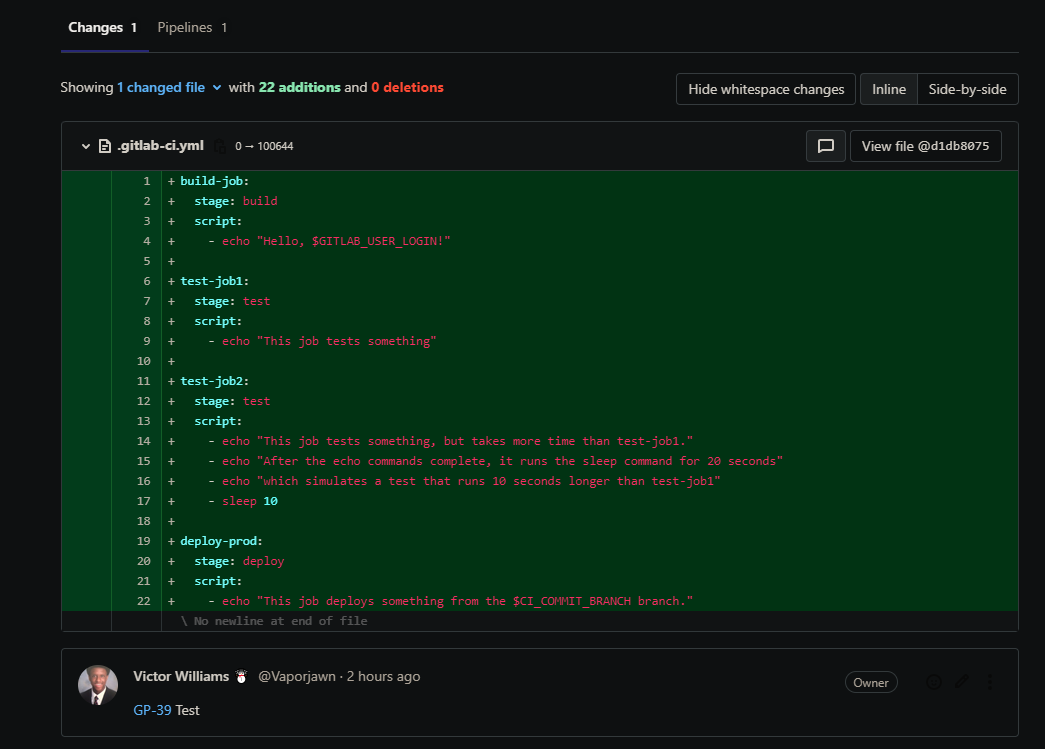 Changes 1 Pipelines 1
Showing 1 changed file with 22 additions and 0 deletions Hide whitespace changes Inline Side-by-side
.gitlab-ci.yml 0 → 100644 View file @d1db8075
1 + build-job:
2 + stage: build
3 + script:
4 + - echo "Hello, $GITLAB_USER_LOGIN!"
5 +
6 + test-job1:
7 + stage: test
8 + script:
9 + - echo "This job tests something"
10 +
11 + test-job2:
12 + stage: test
13 + script:
14 + - echo "This job tests something, but takes more time than test-job1."
15 + - echo "After the echo commands complete, it runs the sleep command for 20 seconds"
16 + - echo "which simulates a test that runs 10 seconds longer than test-job1"
17 + - sleep 10
18 +
19 + deploy-prod:
20 + stage: deploy
21 + script:
22 + - echo "This job deploys something from the $CI_COMMIT_BRANCH branch."
\ No newline at end of file
Victor Williams @Vaporjawn · 2 hours ago Owner
GP-39 Test